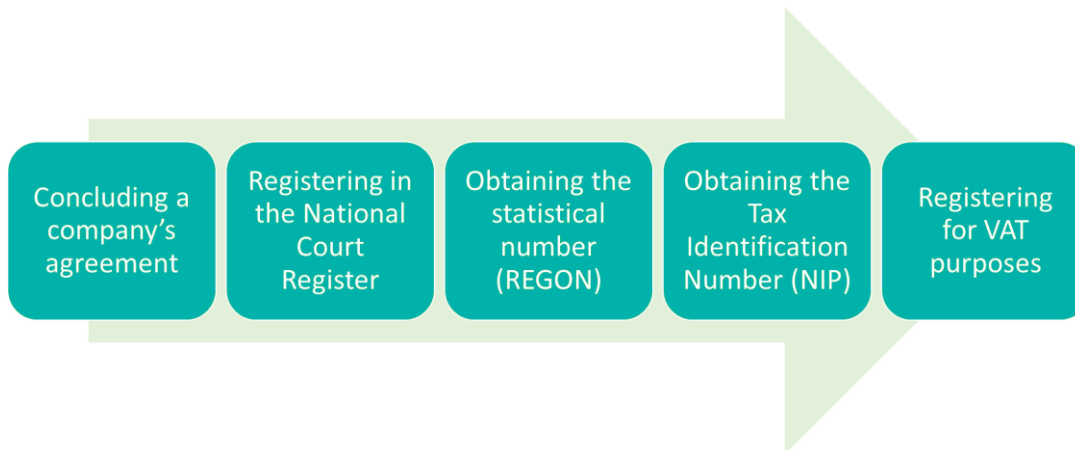 Concluding a
company’s
agreement
Registering in
the National
Court
Register
Obtaining the
statistical
number
(REGON)
Obtaining the
Tax
Identification
Number (NIP)
Registering
for VAT
purposes